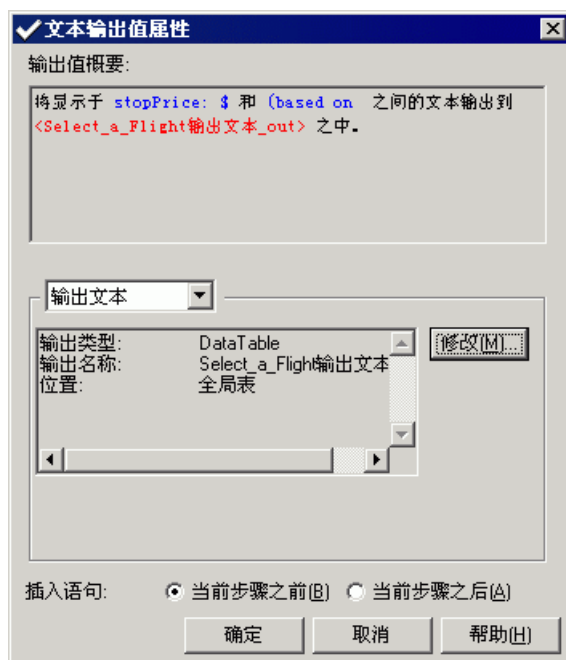 文本输出值属性
输出值概要:
将显示于 stopPrice: $ 和 (based on 之间的文本输出到
<Select_a_Flight输出文本_out> 之中。
输出文本
输出类型: DataTable
输出名称: Select_a_Flight输出文本
位置: 全局表
修改(M)...
插入语句: 当前步骤之前(B) 当前步骤之后(A)
确定 取消 帮助(H)